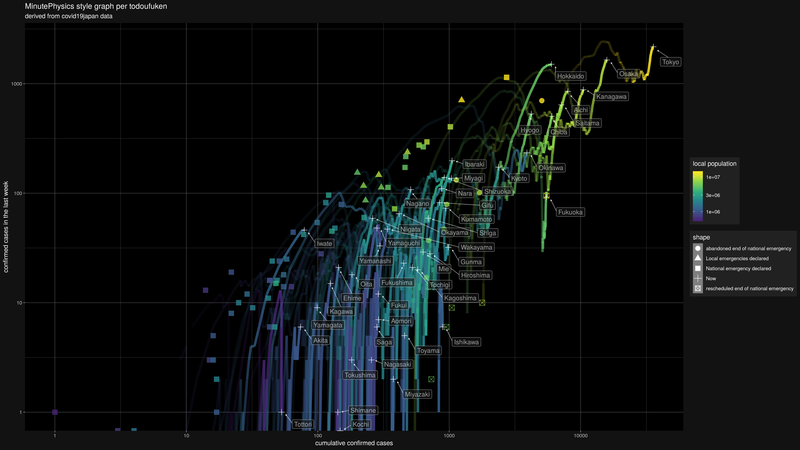 MinutePhysics style graph per todoufuken
derived from covid19japan data
confirmed cases in the last week
1000
100
10
1
Tokyo
Hokkaido
Osaka
Kanagawa
Aichi
Saitama
Hyogo
Chiba
Ibaraki
Okinawa
Miyagi
Kyoto
Nara
Shizuoka
Nagano
Gifu
Fukuoka
Kumamoto
Niigata
Okayama
Shiga
Iwate
Yamaguchi
Wakayama
Yamanashi
Gunma
Mie
Hiroshima
Oita
Fukushima
Tochigi
Ehime
Kagoshima
Fukui
Kagawa
Aomori
Yamagata
Akita
Saga
Ishikawa
Toyama
Nagasaki
Tokushima
Miyazaki
Shimane
Tottori
Kochi
1
10
100
1000
10000
cumulative confirmed cases
local population
1e+07
3e+06
1e+06
shape
abandoned end of national emergency
Local emergencies declared
National emergency declared
Now
rescheduled end of national emergency